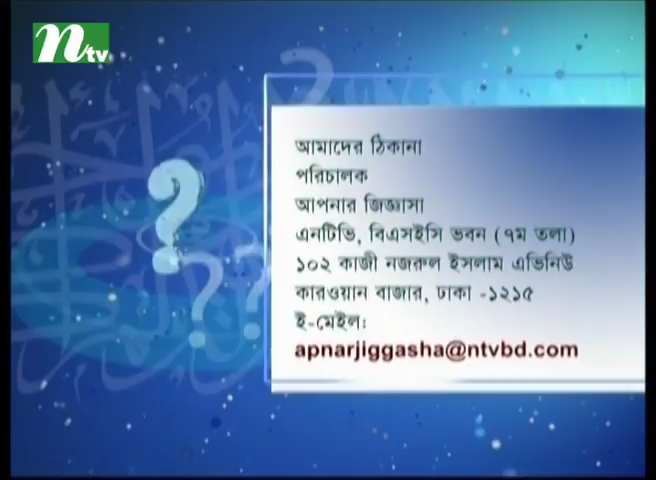 ntv
আমাদের ঠিকানা
পরিচালক
আপনার জিজ্ঞাসা
এনটিভি, বিএসইসি ভবন (৭ম তলা)
১০২ কাজী নজরুল ইসলাম এভিনিউ
কারওয়ান বাজার, ঢাকা -১২১৫
ই-মেইল:
apnarjiggasha@ntvbd.com